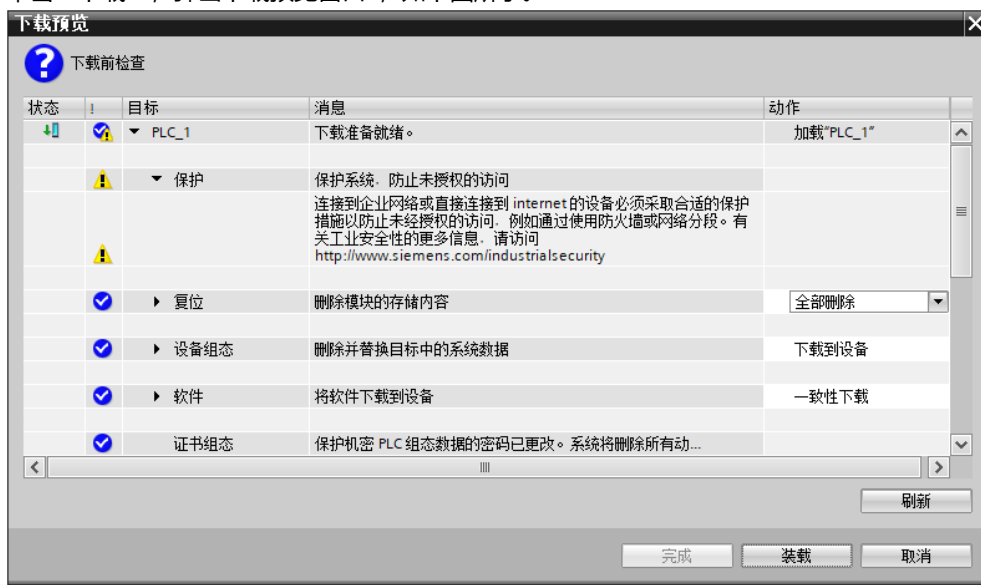 下载预览
下载前检查
状态 ! 目标 消息 动作
PLC_1 下载准备就绪。 加载"PLC_1"
保护 保护系统，防止未授权的访问
连接到企业网络或直接连接到 internet 的设备必须采取合适的保护
措施以防止未经授权的访问，例如通过使用防火墙或网络分段。有
关工业安全性的更多信息，请访问
http://www.siemens.com/industrialsecurity
复位 删除模块的存储内容 全部删除
设备组态 删除并替换目标中的系统数据 下载到设备
软件 将软件下载到设备 一致性下载
证书组态 保护机密 PLC 组态数据的密码已更改。系统将删除所有动...
刷新
完成 装载 取消